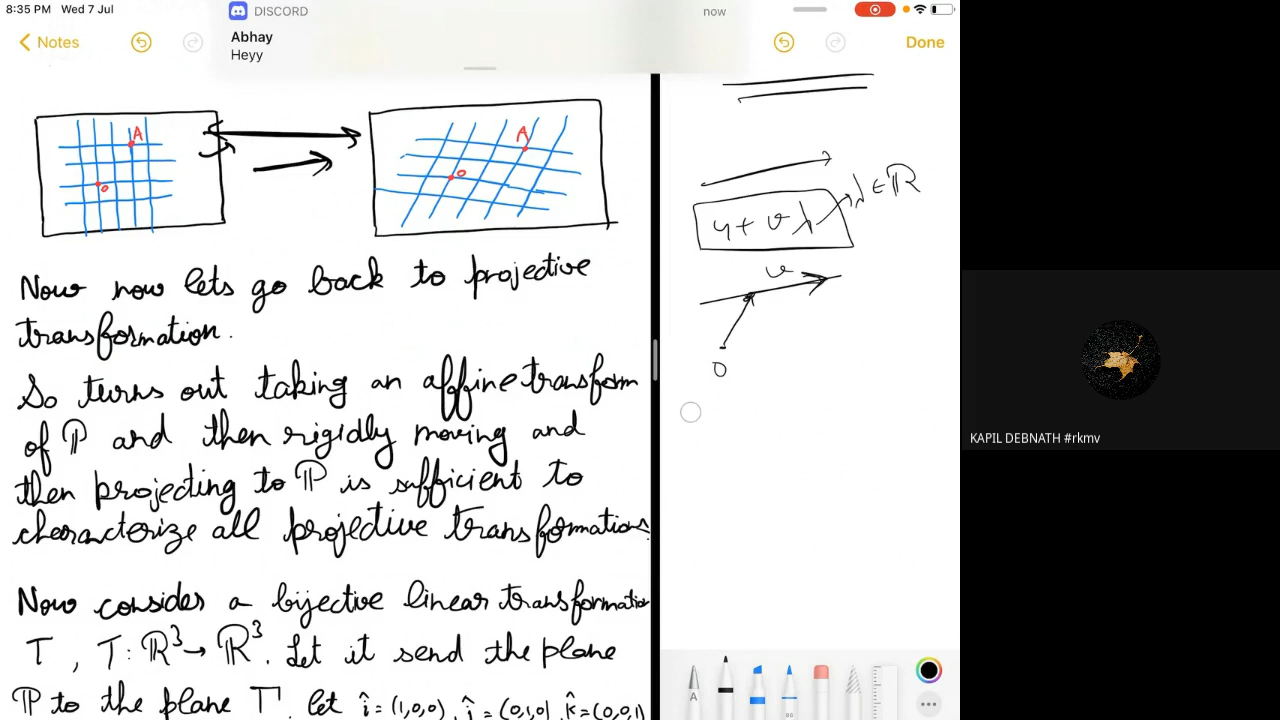 8:35 PM Wed 7 Jul
DISCORD
now
Abhay
Heyy
Notes
Done
A
O
A
O
Now now lets go back to projective
transformation.
So turns out taking an affine transform
of ℙ and then rigidly moving and
then projecting to ℙ is sufficient to
characterize all projective transformations.
Now consider a bijective linear transformation
T, T: ℝ³→ℝ³. Let it send the plane
ℙ to the plane T. let î=(1,0,0), ĵ=(0,1,0), k̂=(0,0,1)
u + v λ
λ∈ℝ
v
O
A
KAPIL DEBNATH #rkmv